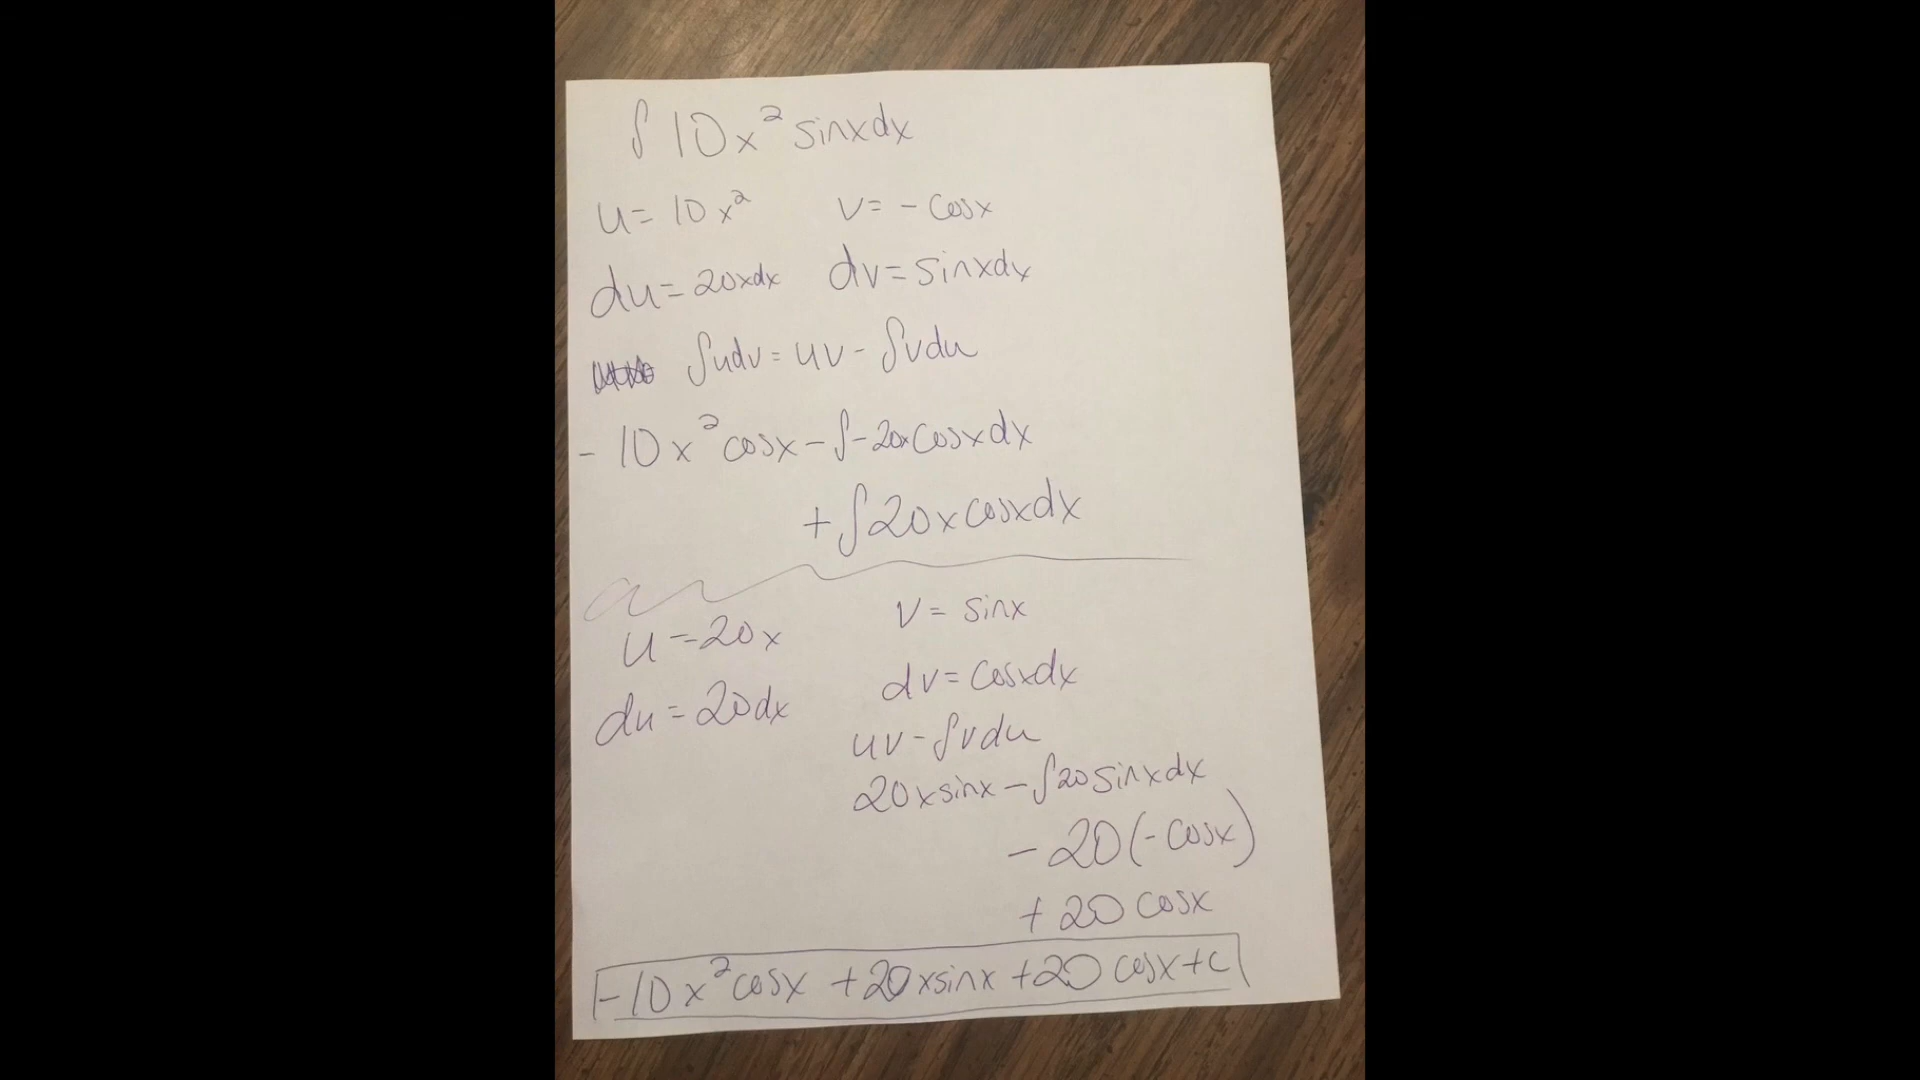 ∫ 10x² sinxdx
u = 10x² v = - cosx
du = 20xdx dv = sinxdx
∫udv = uv - ∫vdu
- 10x² cosx - ∫-20xcosxdx
+ ∫20xcosxdx
u = 20x v = sinx
du = 20dx dv = cosxdx
uv - ∫vdu
20xsinx - ∫20sinxdx
- 20(-cosx)
+ 20 cosx
-10x² cosx + 20xsinx + 20 cosx + c